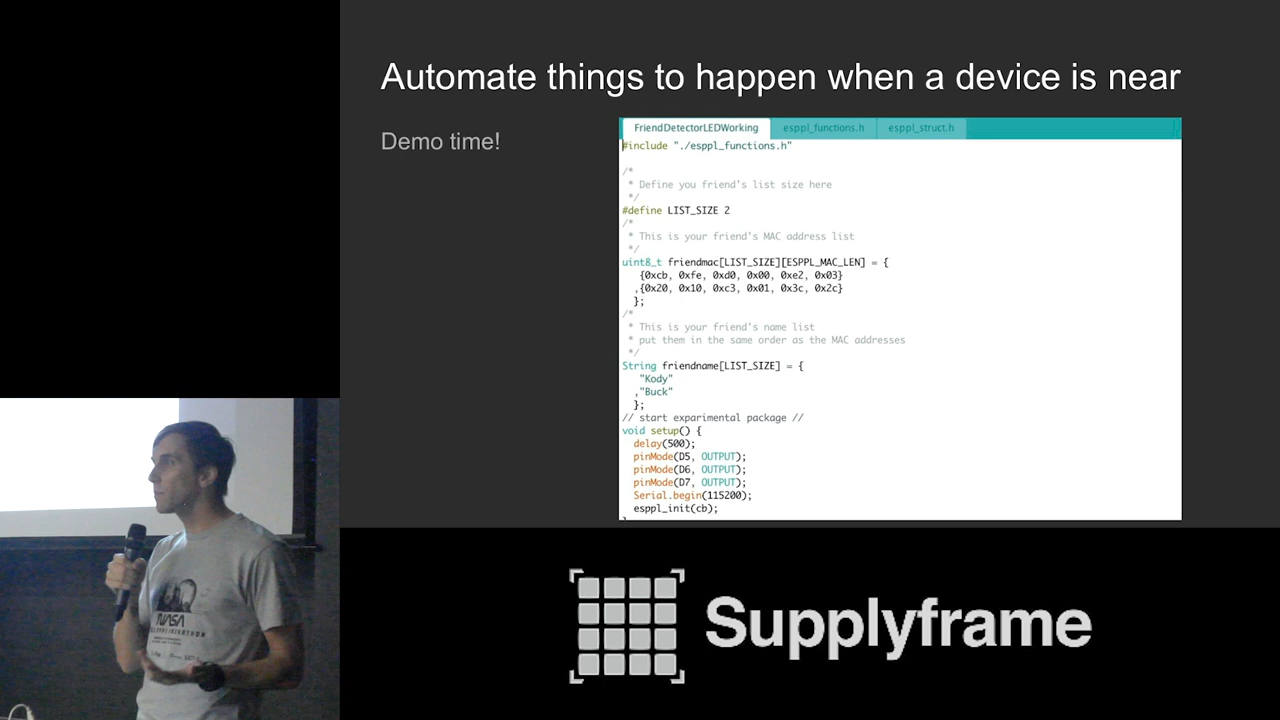 Automate things to happen when a device is near
Demo time!
FriendDetectorLEDWorking esppl_functions.h esppl_struct.h
#include "./esppl_functions.h"
/*
* Define you friend's list size here
*/
#define LIST_SIZE 2
/*
* This is your friend's MAC address list
*/
uint8_t friendmac[LIST_SIZE][ESPPL_MAC_LEN] = {
{0xcb, 0xfe, 0xd0, 0x00, 0xe2, 0x03}
,{0x20, 0x10, 0xc3, 0x01, 0x3c, 0x2c}
};
/*
* This is your friend's name list
* put them in the same order as the MAC addresses
*/
String friendname[LIST_SIZE] = {
"Kody"
,"Buck"
};
// start exparimental package //
void setup() {
delay(500);
pinMode(D5, OUTPUT);
pinMode(D6, OUTPUT);
pinMode(D7, OUTPUT);
Serial.begin(115200);
esppl_init(cb);
NASA
Supplyframe